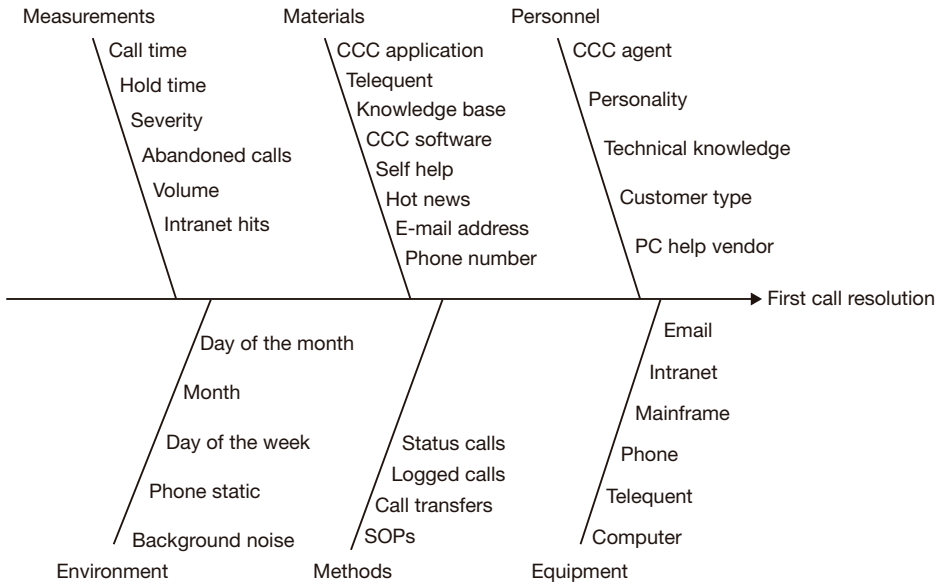 Measurements
Call time
Hold time
Severity
Abandoned calls
Volume
Intranet hits
Materials
CCC application
Telequent
Knowledge base
CCC software
Self help
Hot news
E-mail address
Phone number
Personnel
CCC agent
Personality
Technical knowledge
Customer type
PC help vendor
First call resolution
Day of the month
Month
Day of the week
Phone static
Background noise
Environment
Status calls
Logged calls
Call transfers
SOPs
Methods
Email
Intranet
Mainframe
Phone
Telequent
Computer
Equipment